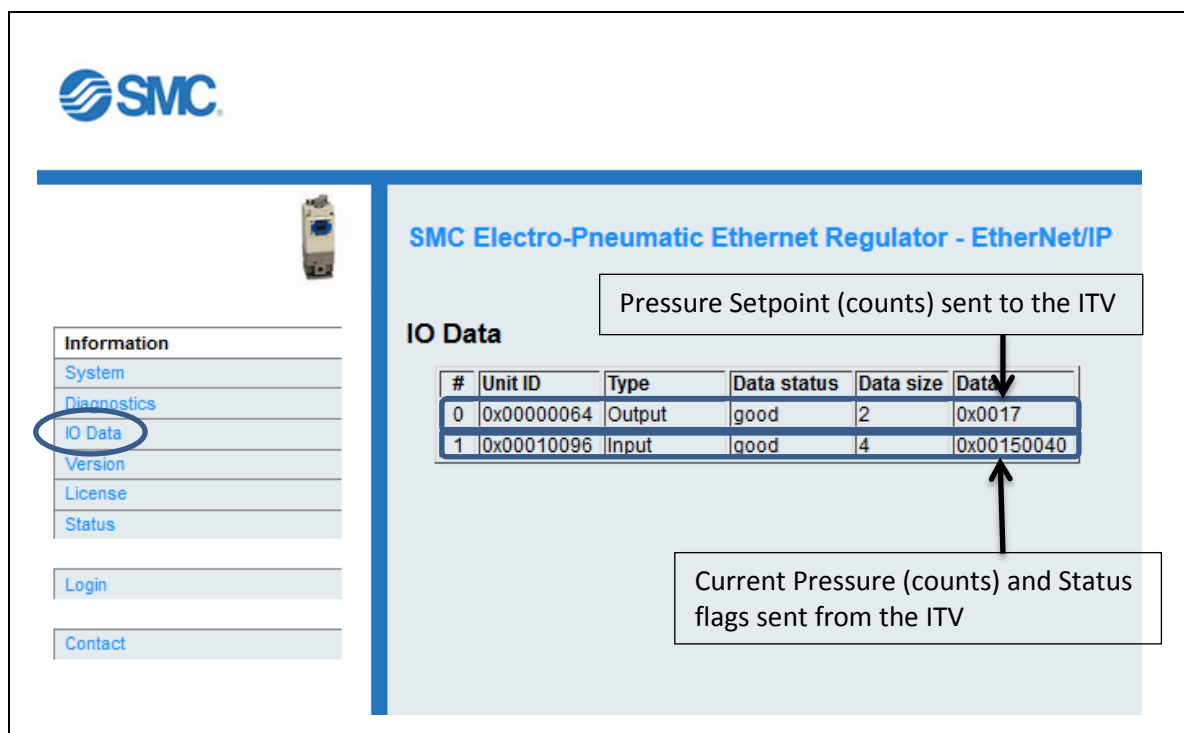 SMC.
SMC Electro-Pneumatic Ethernet Regulator - EtherNet/IP
Pressure Setpoint (counts) sent to the ITV
IO Data
Information
System
Diagnostics
IO Data
Version
License
Status
Login
Contact
# Unit ID Type Data status Data size Data
0 0x00000064 Output good 2 0x0017
1 0x00010096 Input good 4 0x00150040
Current Pressure (counts) and Status
flags sent from the ITV